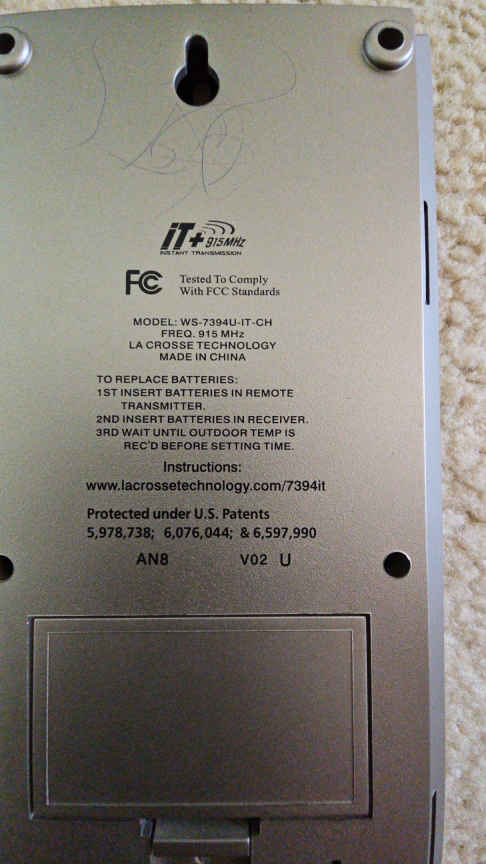 iT+ 915MHz
INSTANT TRANSMISSION
FC Tested To Comply
With FCC Standards
MODEL: WS-7394U-IT-CH
FREQ. 915 MHz
LA CROSSE TECHNOLOGY
MADE IN CHINA
TO REPLACE BATTERIES:
1ST INSERT BATTERIES IN REMOTE
TRANSMITTER.
2ND INSERT BATTERIES IN RECEIVER.
3RD WAIT UNTIL OUTDOOR TEMP IS
REC'D BEFORE SETTING TIME.
Instructions:
www.lacrossetechnology.com/7394it
Protected under U.S. Patents
5,978,738; 6,076,044; & 6,597,990
AN8 V02 U